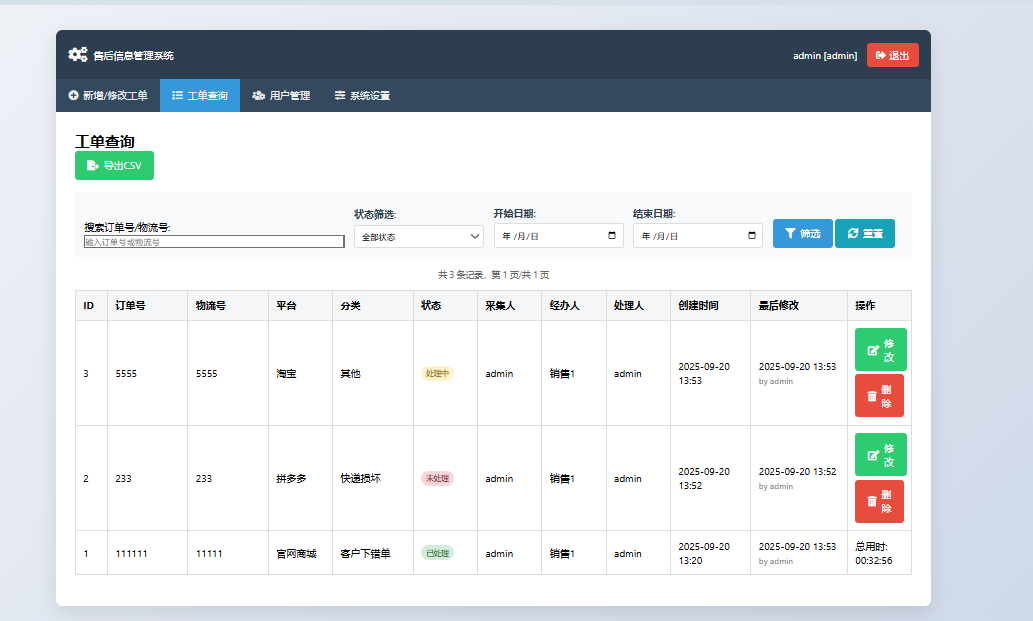 售后信息管理系统
admin [admin]
退出
新增/修改工单
工单查询
用户管理
系统设置
工单查询
导出CSV
搜索订单号/物流号:
输入订单号或物流号
状态筛选:
全部状态
开始日期:
年 /月/日
结束日期:
年 /月/日
筛选
重置
共 3 条记录，第 1 页/共 1 页
ID 订单号 物流号 平台 分类 状态 采集人 经办人 处理人 创建时间 最后修改 操作
3 5555 5555 淘宝 其他 处理中 admin 销售1 admin 2025-09-20 13:53 2025-09-20 13:53 by admin 修改 删除
2 233 233 拼多多 快递损坏 未处理 admin 销售1 admin 2025-09-20 13:52 2025-09-20 13:52 by admin 修改 删除
1 111111 11111 官网商城 客户下错单 已处理 admin 销售1 admin 2025-09-20 13:20 2025-09-20 13:53 by admin 总用时: 00:32:56